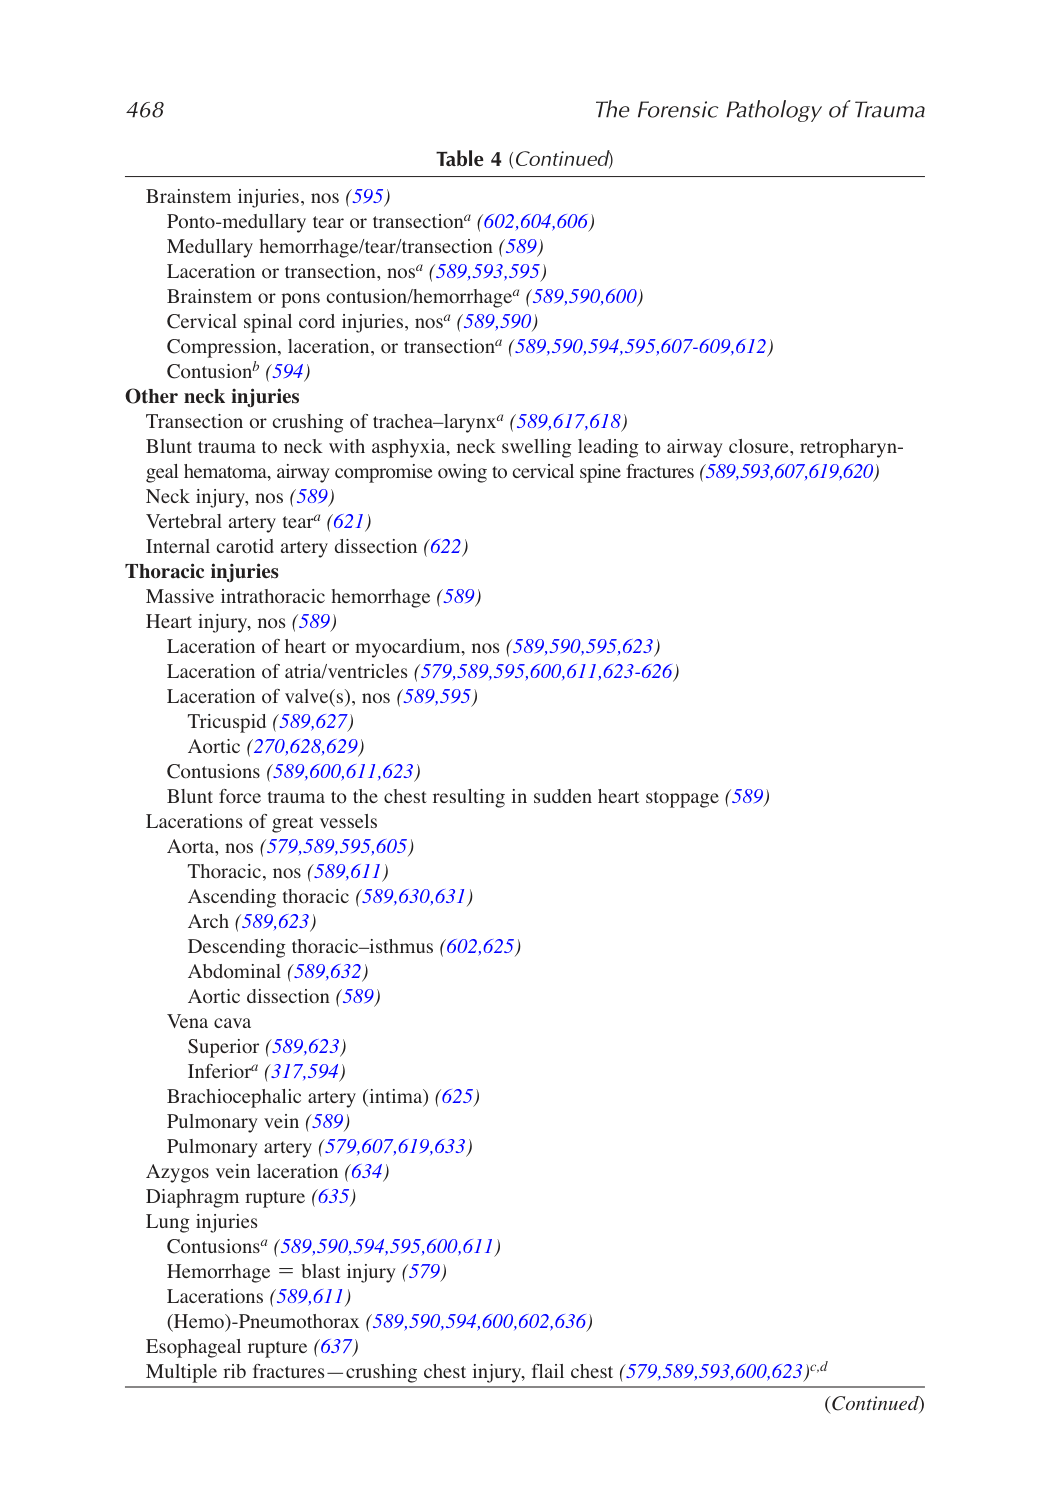 468
The Forensic Pathology of Trauma
Table 4 (Continued)
Brainstem injuries, nos (595)
Ponto-medullary tear or transectiona (602,604,606)
Medullary hemorrhage/tear/transection (589)
Laceration or transection, nosa (589,593,595)
Brainstem or pons contusion/hemorrhagea (589,590,600)
Cervical spinal cord injuries, nosa (589,590)
Compression, laceration, or transectiona (589,590,594,595,607-609,612)
Contusionb (594)
Other neck injuries
Transection or crushing of trachea–larynxa (589,617,618)
Blunt trauma to neck with asphyxia, neck swelling leading to airway closure, retropharyn-
geal hematoma, airway compromise owing to cervical spine fractures (589,593,607,619,620)
Neck injury, nos (589)
Vertebral artery teara (621)
Internal carotid artery dissection (622)
Thoracic injuries
Massive intrathoracic hemorrhage (589)
Heart injury, nos (589)
Laceration of heart or myocardium, nos (589,590,595,623)
Laceration of atria/ventricles (579,589,595,600,611,623-626)
Laceration of valve(s), nos (589,595)
Tricuspid (589,627)
Aortic (270,628,629)
Contusions (589,600,611,623)
Blunt force trauma to the chest resulting in sudden heart stoppage (589)
Lacerations of great vessels
Aorta, nos (579,589,595,605)
Thoracic, nos (589,611)
Ascending thoracic (589,630,631)
Arch (589,623)
Descending thoracic–isthmus (602,625)
Abdominal (589,632)
Aortic dissection (589)
Vena cava
Superior (589,623)
Inferiora (317,594)
Brachiocephalic artery (intima) (625)
Pulmonary vein (589)
Pulmonary artery (579,607,619,633)
Azygos vein laceration (634)
Diaphragm rupture (635)
Lung injuries
Contusionsa (589,590,594,595,600,611)
Hemorrhage = blast injury (579)
Lacerations (589,611)
(Hemo)-Pneumothorax (589,590,594,600,602,636)
Esophageal rupture (637)
Multiple rib fractures—crushing chest injury, flail chest (579,589,593,600,623)c,d
(Continued)